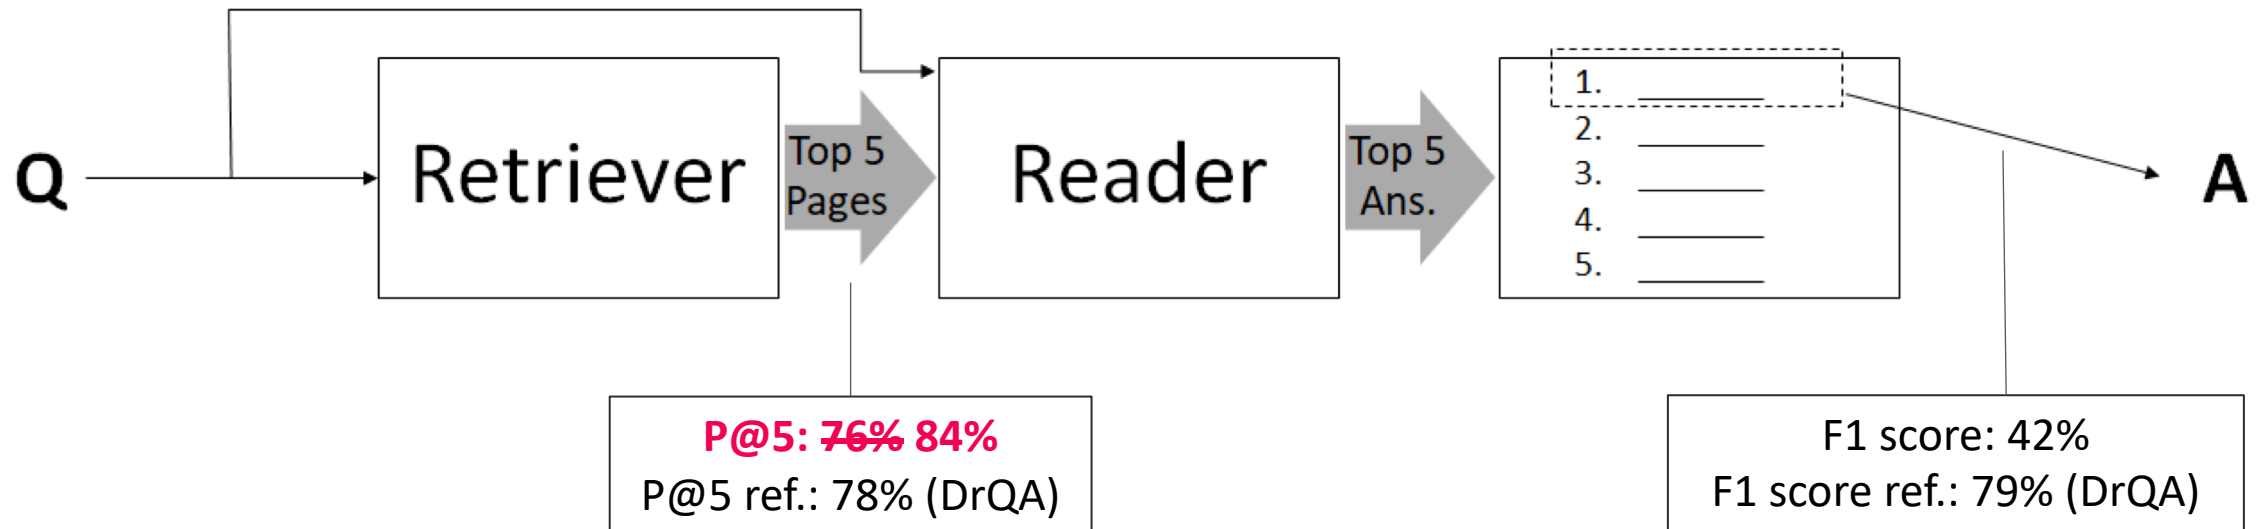 Q
Retriever
Top 5
Pages
Reader
Top 5
Ans.
1.
2.
3.
4.
5.
A
P@5: 76% 84%
P@5 ref.: 78% (DrQA)
F1 score: 42%
F1 score ref.: 79% (DrQA)